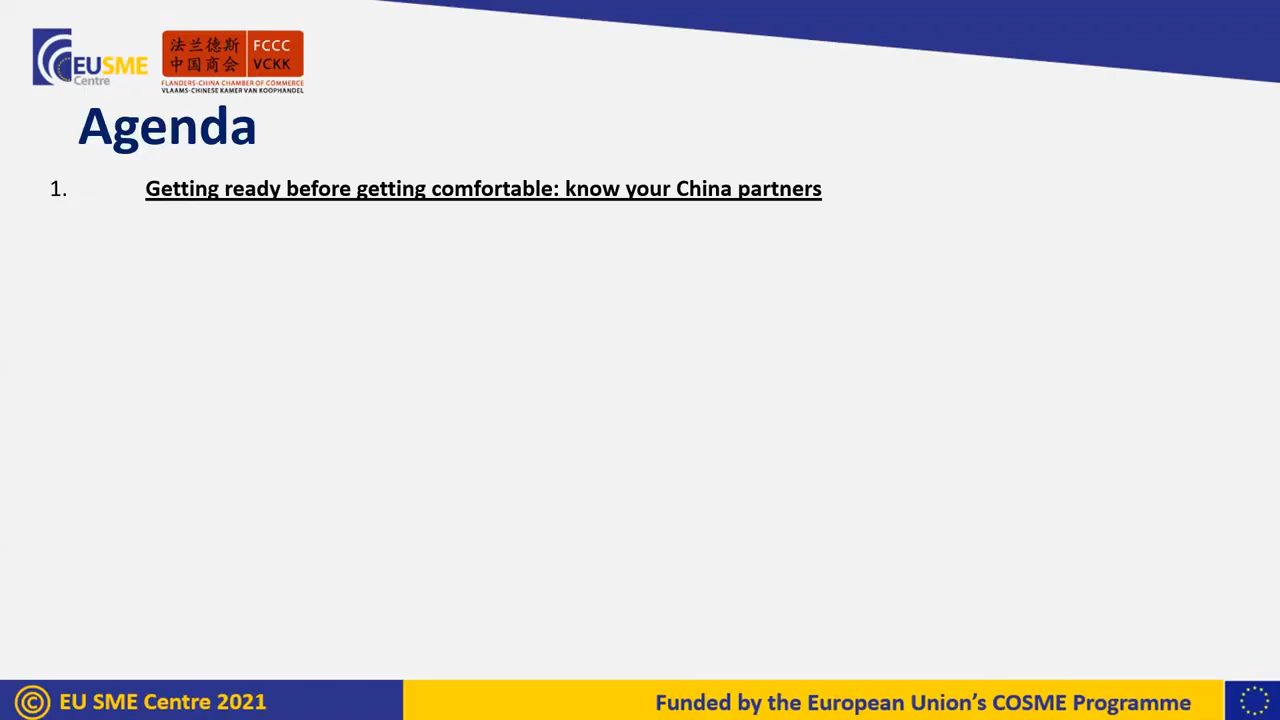 EUSME
Centre
法兰德斯
中国商会
FCCC
VCKK
FLANDERS-CHINA CHAMBER OF COMMERCE
VLAAMS-CHINESE KAMER VAN KOOPHANDEL
Agenda
1. Getting ready before getting comfortable: know your China partners
© EU SME Centre 2021
Funded by the European Union’s COSME Programme